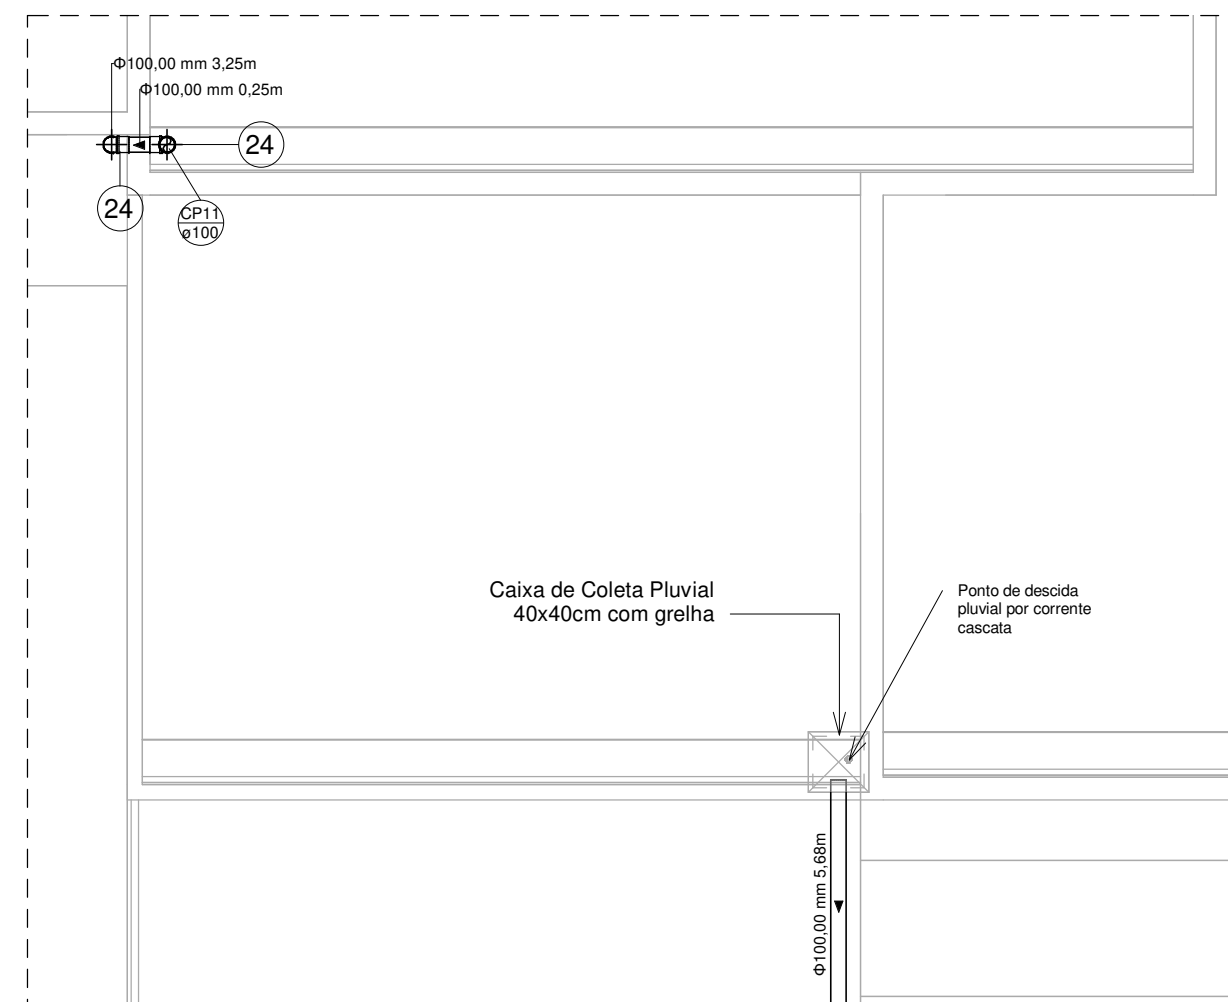 Φ100,00 mm 3,25m
Φ100,00 mm 0,25m
24
24
CP11
ø100
Caixa de Coleta Pluvial
40x40cm com grelha
Ponto de descida
pluvial por corrente
cascata
Φ100,00 mm 5,68m